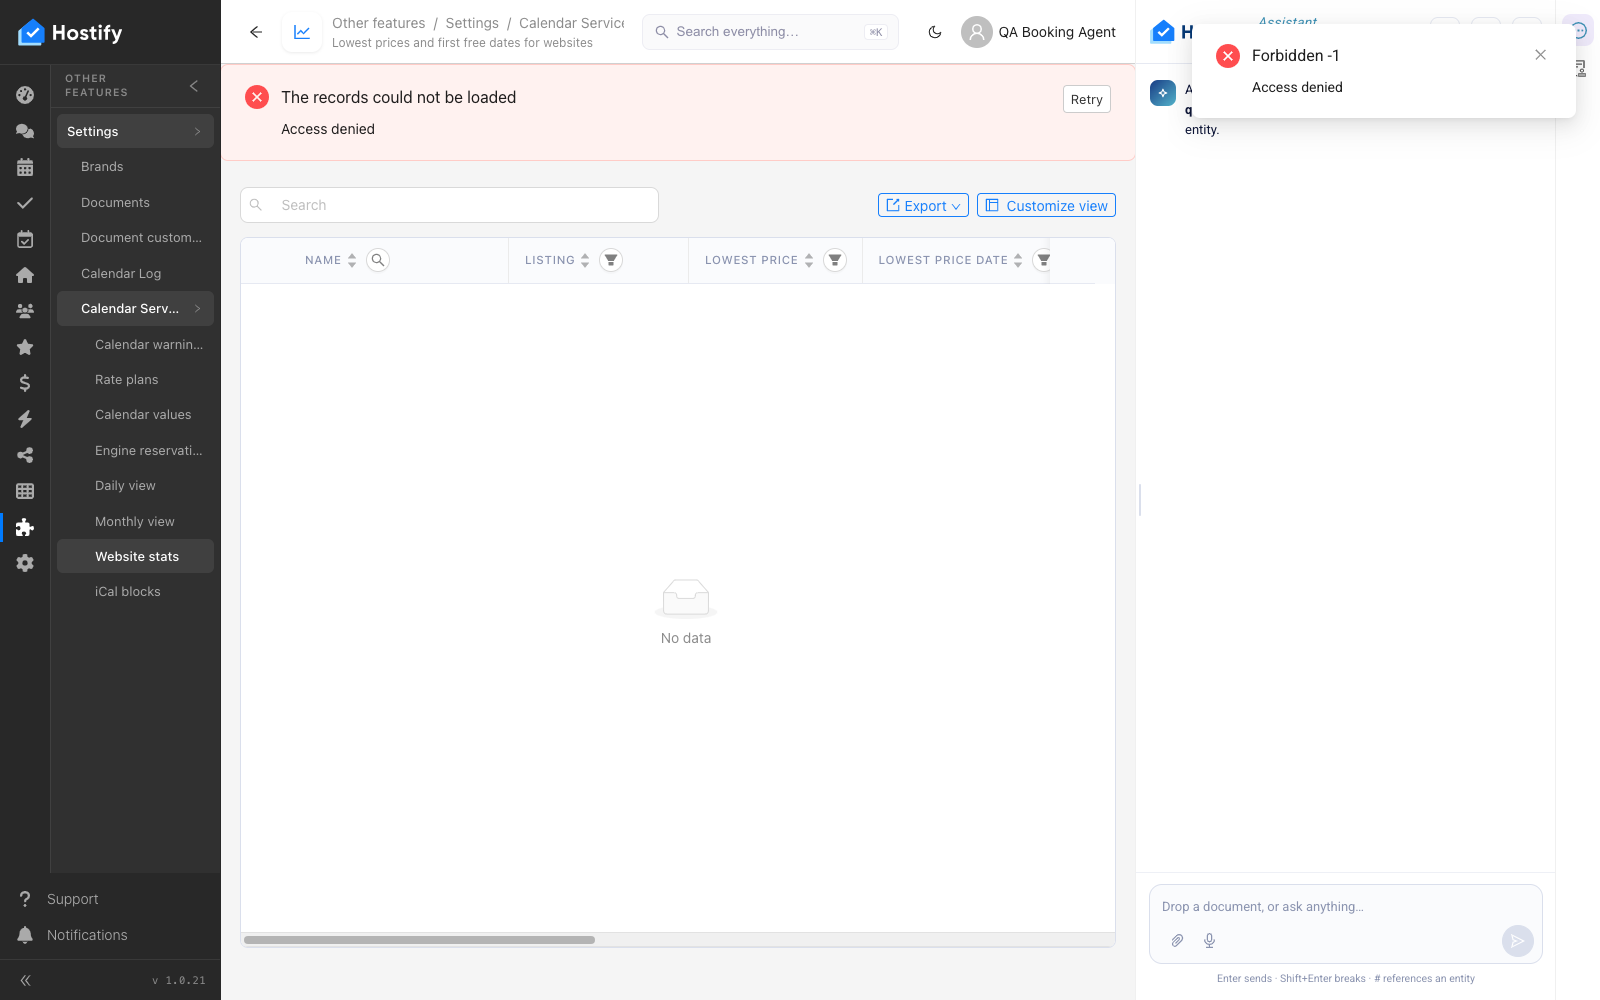 Hostify
OTHER FEATURES
Settings
Brands
Documents
Document custom...
Calendar Log
Calendar Serv...
Calendar warnin...
Rate plans
Calendar values
Engine reservati...
Daily view
Monthly view
Website stats
iCal blocks
Support
Notifications
v 1.0.21
Other features / Settings / Calendar Service
Lowest prices and first free dates for websites
Search everything...
⌘K
QA Booking Agent
The records could not be loaded
Access denied
Retry
Search
Export
Customize view
NAME
LISTING
LOWEST PRICE
LOWEST PRICE DATE
No data
Assistant
Forbidden -1
Access denied
entity.
Drop a document, or ask anything...
Enter sends · Shift+Enter breaks · # references an entity